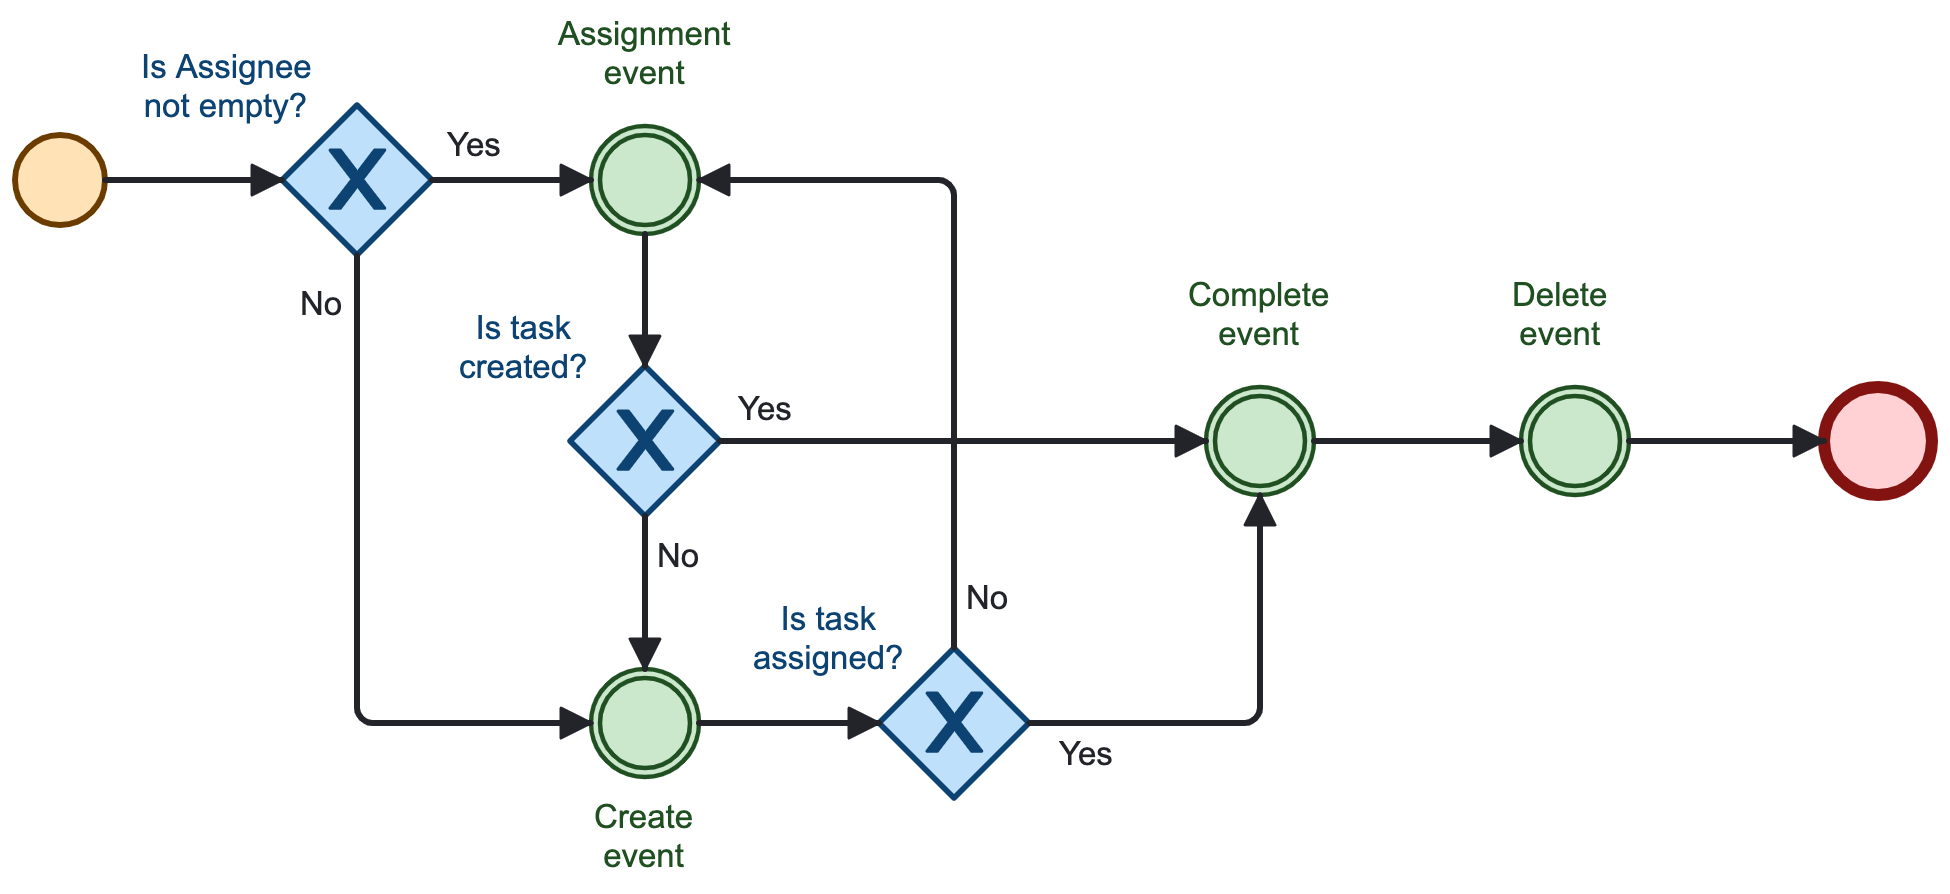 Assignment
event
Is Assignee
not empty?
Yes
X
No
Is task
created?
X
Yes
No
Complete
event
Delete
event
Is task
assigned?
X
No
Yes
Create
event